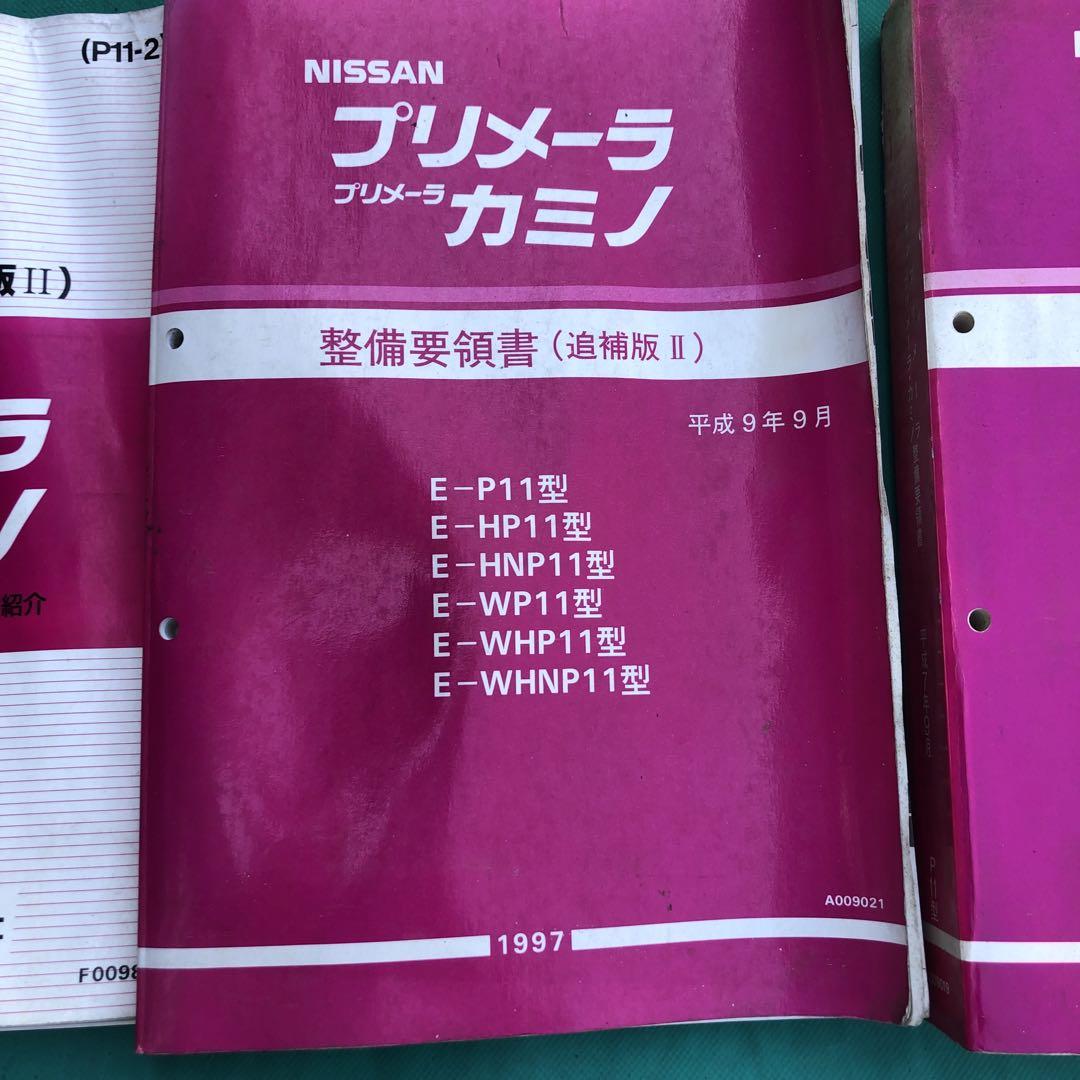 (P11-2)
版II)
ラ
ノ
紹介
F0098
NISSAN
プリメーラ
プリメーラ カミノ
整備要領書(追補版 II)
平成9年9月
E-P11型
E-HP11型
E-HNP11型
E-WP11型
E-WHP11型
E-WHNP11型
A009021
1997
P11型